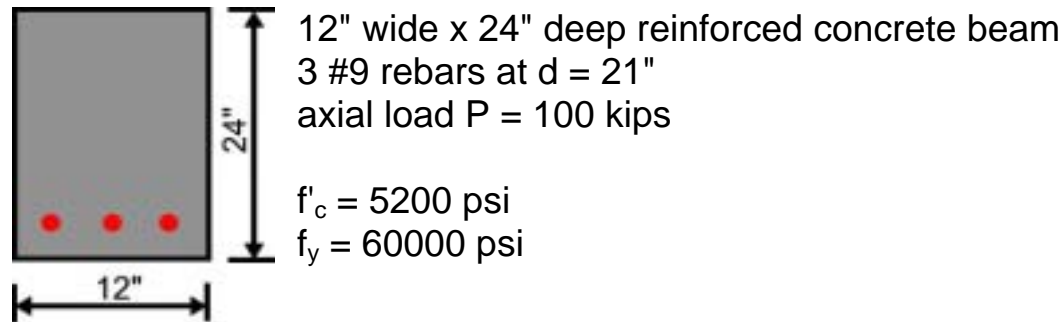 12" wide x 24" deep reinforced concrete beam
3 #9 rebars at d = 21"
axial load P = 100 kips
24"
f'c = 5200 psi
fy = 60000 psi
12"